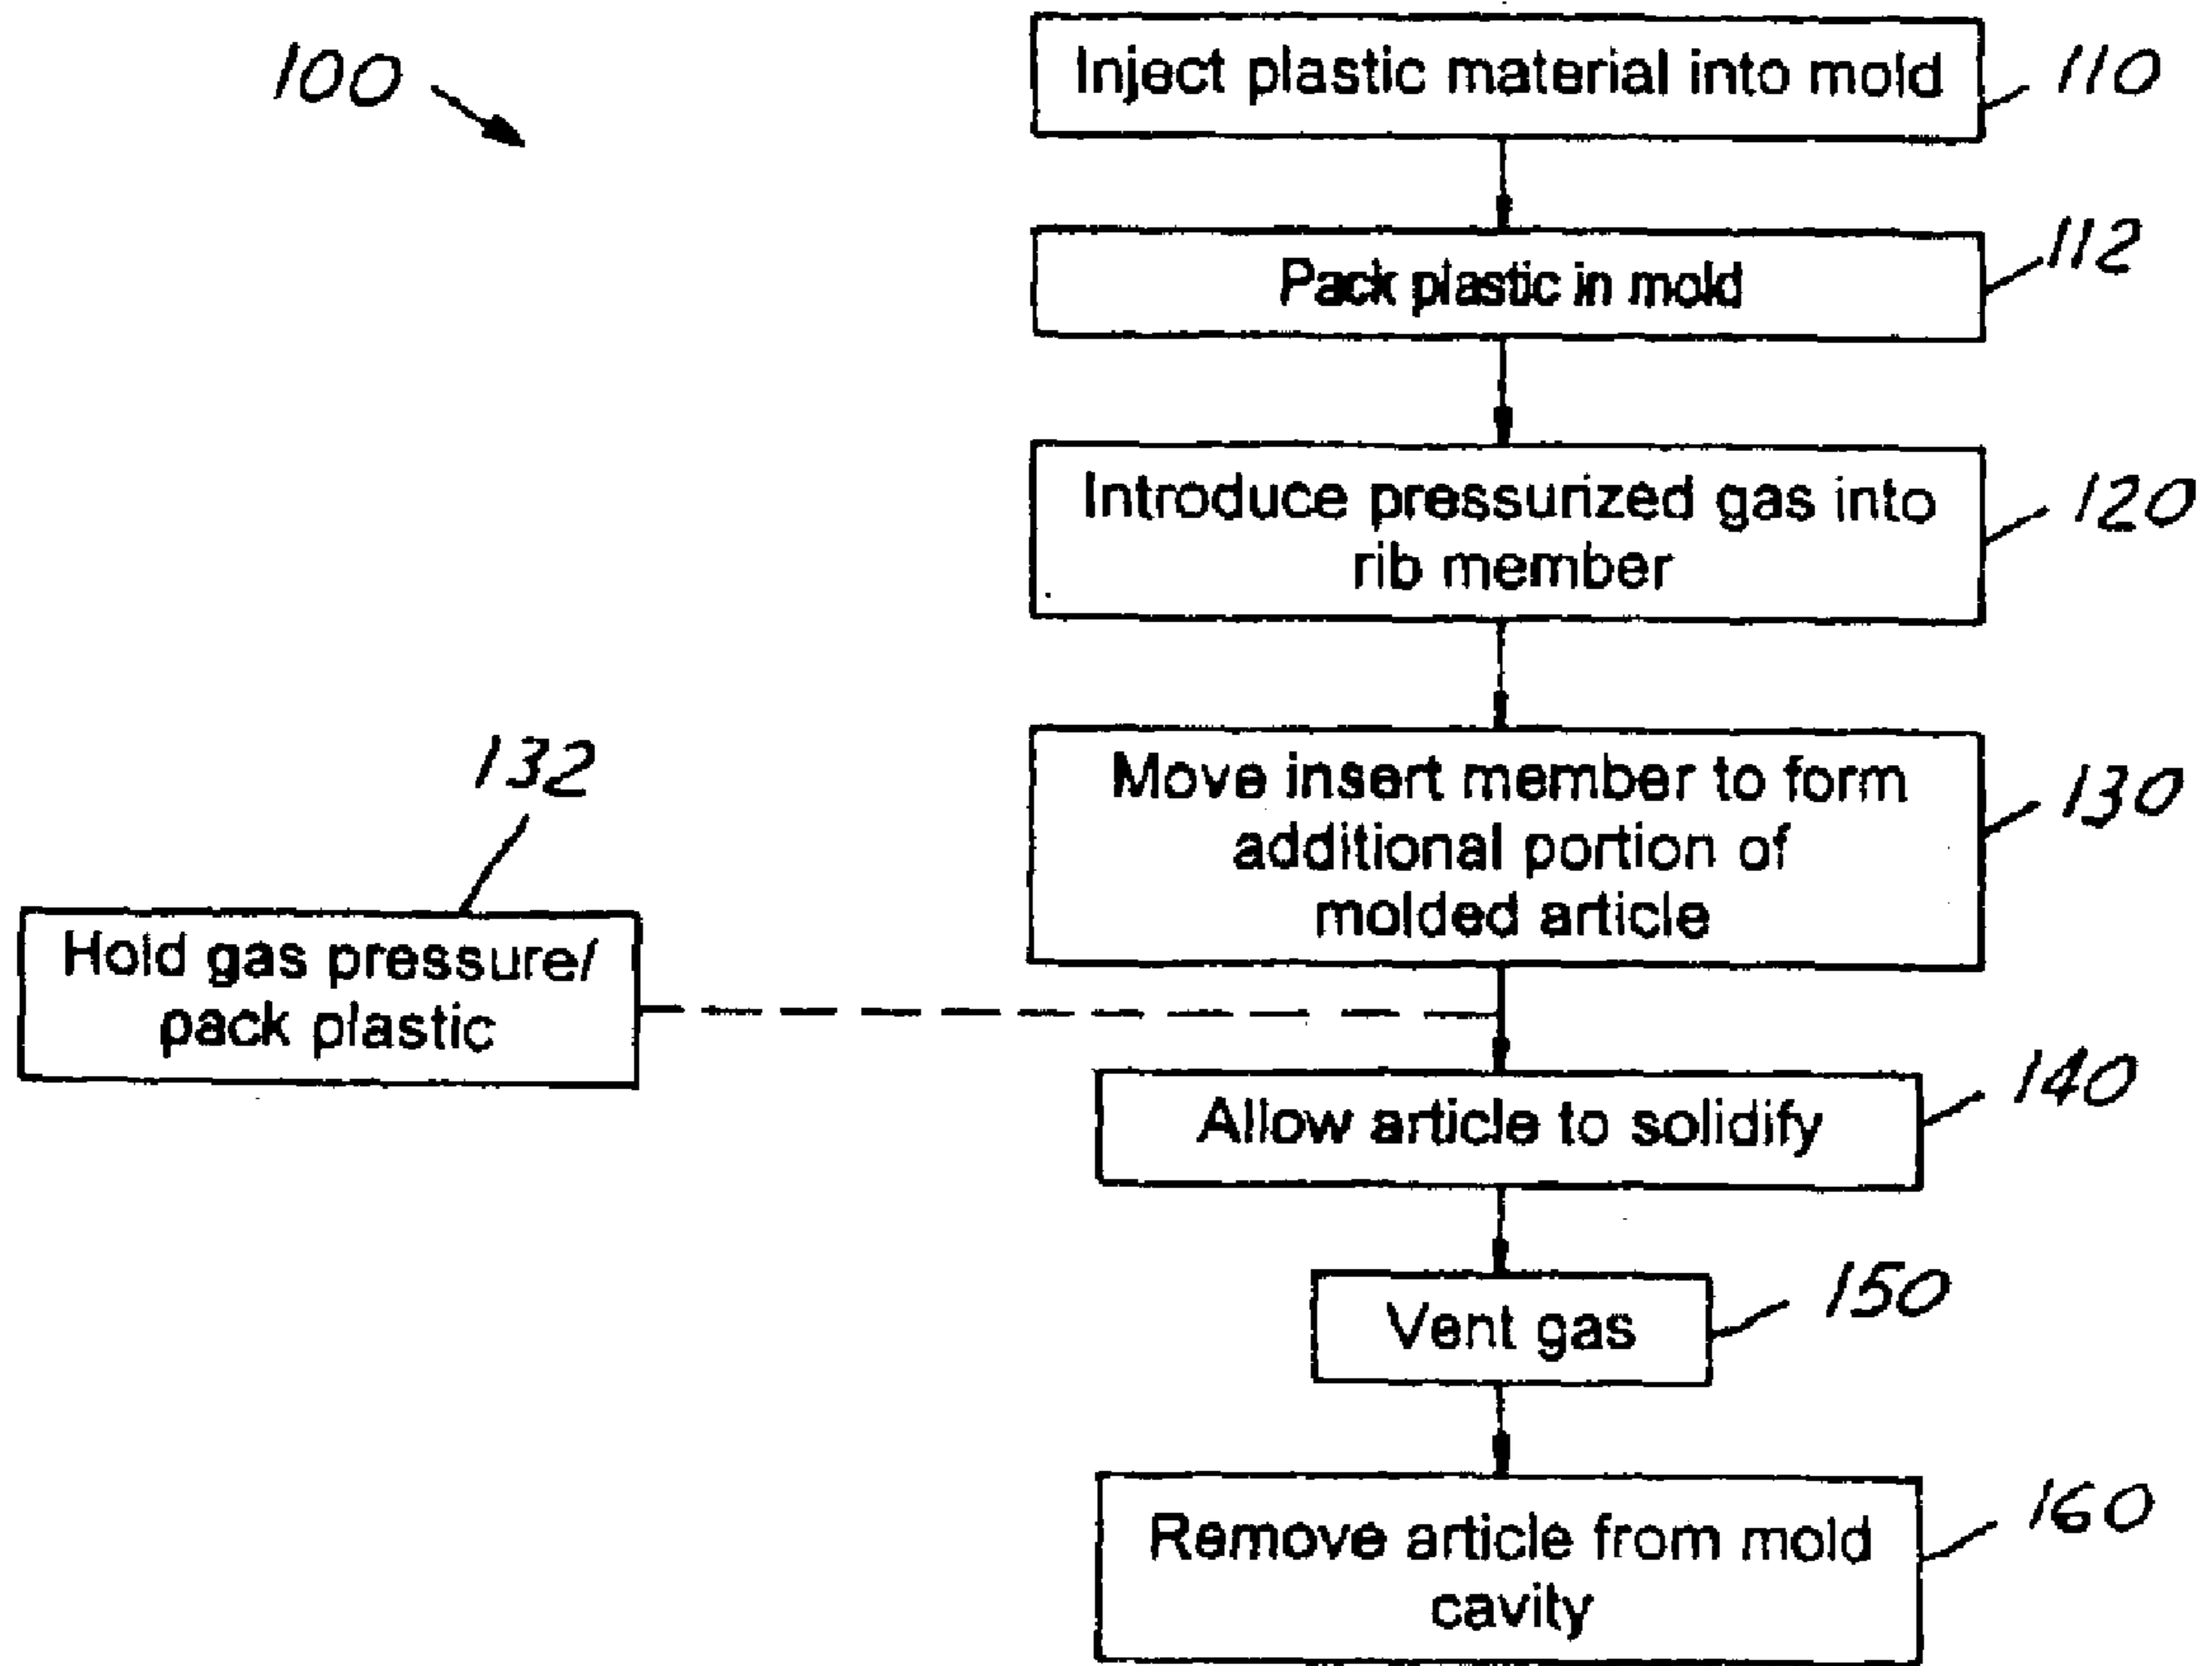 100
Inject plastic material into mold
110
Pack plastic in mold
112
Introduce pressurized gas into
rib member
120
Move insert member to form
additional portion of
molded article
130
132
Hold gas pressure/
pack plastic
Allow article to solidify
140
Vent gas
150
Remove article from mold
cavity
160